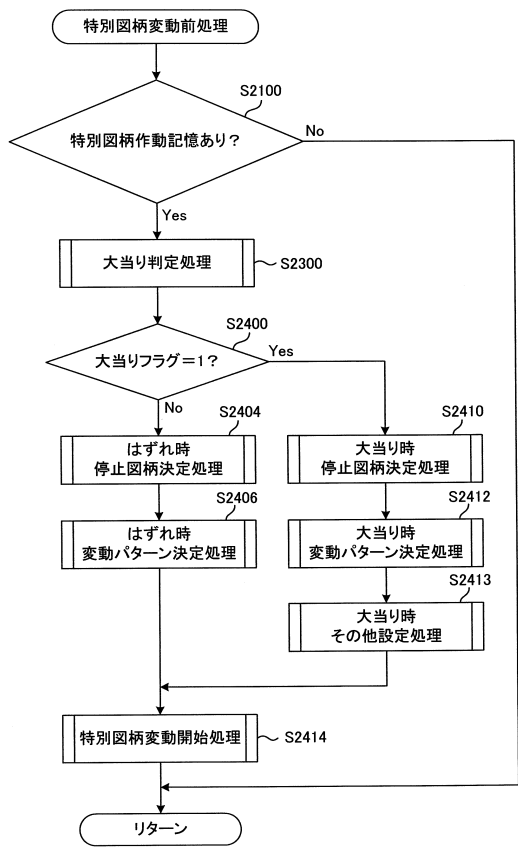 特別図柄変動前処理
S2100
特別図柄作動記憶あり？
No
Yes
大当り判定処理
S2300
S2400
大当りフラグ＝1？
Yes
No
S2404
はずれ時
停止図柄決定処理
S2406
はずれ時
変動パターン決定処理
S2410
大当り時
停止図柄決定処理
S2412
大当り時
変動パターン決定処理
S2413
大当り時
その他設定処理
特別図柄変動開始処理
S2414
リターン